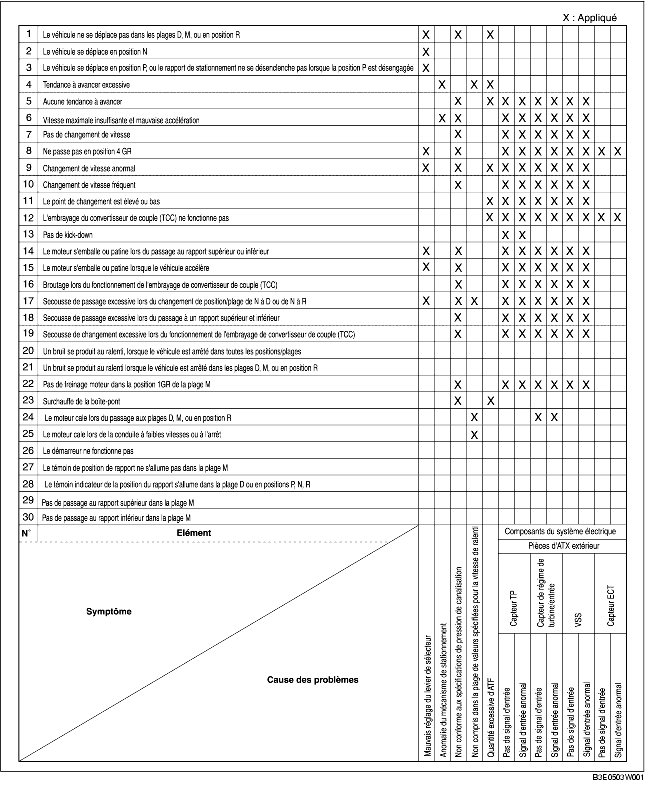 X : Appliqué
1 Le véhicule ne se déplace pas dans les plages D, M, ou en position R X X X
2 Le véhicule se déplace en position N X
3 Le véhicule se déplace en position P, ou le rapport de stationnement ne se désenclenche pas lorsque la position P est désengagée X
4 Tendance à avancer excessive X X X
5 Aucune tendance à avancer X X X X X X X X
6 Vitesse maximale insuffisante et mauvaise accélération X X X X X X X X
7 Pas de changement de vitesse X X X X X X X
8 Ne passe pas en position 4 GR X X X X X X X X X X
9 Changement de vitesse anormal X X X X X X X X X
10 Changement de vitesse fréquent X X X X X X X
11 Le point de changement est élevé ou bas X X X X X X X
12 L'embrayage du convertisseur de couple (TCC) ne fonctionne pas X X X X X X X X X
13 Pas de kick-down X X
14 Le moteur s'emballe ou patine lors du passage au rapport supérieur ou inférieur X X X X X X X X
15 Le moteur s'emballe ou patine lorsque le véhicule accélère X X X X X X X X
16 Broutage lors du fonctionnement de l'embrayage de convertisseur de couple (TCC) X X X X X X X
17 Secousse de passage excessive lors du changement de position/plage de N à D ou de N à R X X X X X X X X X
18 Secousse de passage excessive lors du passage à un rapport supérieur et inférieur X X X X X X X
19 Secousse de changement excessive lors du fonctionnement de l'embrayage de convertisseur de couple (TCC) X X X X X X X
20 Un bruit se produit au ralenti, lorsque le véhicule est arrêté dans toutes les positions/plages
21 Un bruit se produit au ralenti lorsque le véhicule est arrêté dans les plages D, M, ou en position R
22 Pas de freinage moteur dans la position 1GR de la plage M X X X X X X X
23 Surchauffe de la boîte-pont X X
24 Le moteur cale lors du passage aux plages D, M, ou en position R X X X
25 Le moteur cale lors de la conduite à faibles vitesses ou à l'arrêt X
26 Le démarreur ne fonctionne pas
27 Le témoin de position de rapport ne s'allume pas dans la plage M
28 Le témoin indicateur de la position du rapport s'allume dans la plage D ou en positions P, N, R
29 Pas de passage au rapport supérieur dans la plage M
30 Pas de passage au rapport inférieur dans la plage M
N° Elément
Symptôme
Cause des problèmes
Mauvais réglage du levier de sélecteur
Anomalie du mécanisme de stationnement
Non conforme aux spécifications de pression de canalisation
Non compris dans la plage de valeurs spécifiées pour la vitesse de ralenti
Quantité excessive d'ATF
Composants du système électrique
Pièces d'ATX extérieur
Capteur TP
Capteur de régime de
turbine/entrée
VSS
Capteur ECT
Pas de signal d'entrée
Signal d'entrée anormal
Pas de signal d'entrée
Signal d'entrée anormal
Pas de signal d'entrée
Signal d'entrée anormal
Pas de signal d'entrée
Signal d'entrée anormal
B3E0503W001